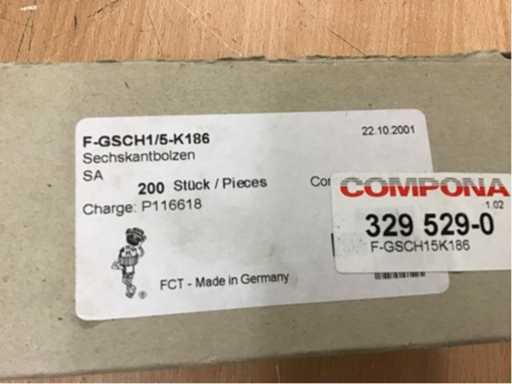 F-GSCH1/5-K186
22.10.2001
Sechskantbolzen
SA
200 Stück / Pieces
Charge: P116618
FCT - Made in Germany
®
COMPONA
1.02
329 529-0
F-GSCH15K186